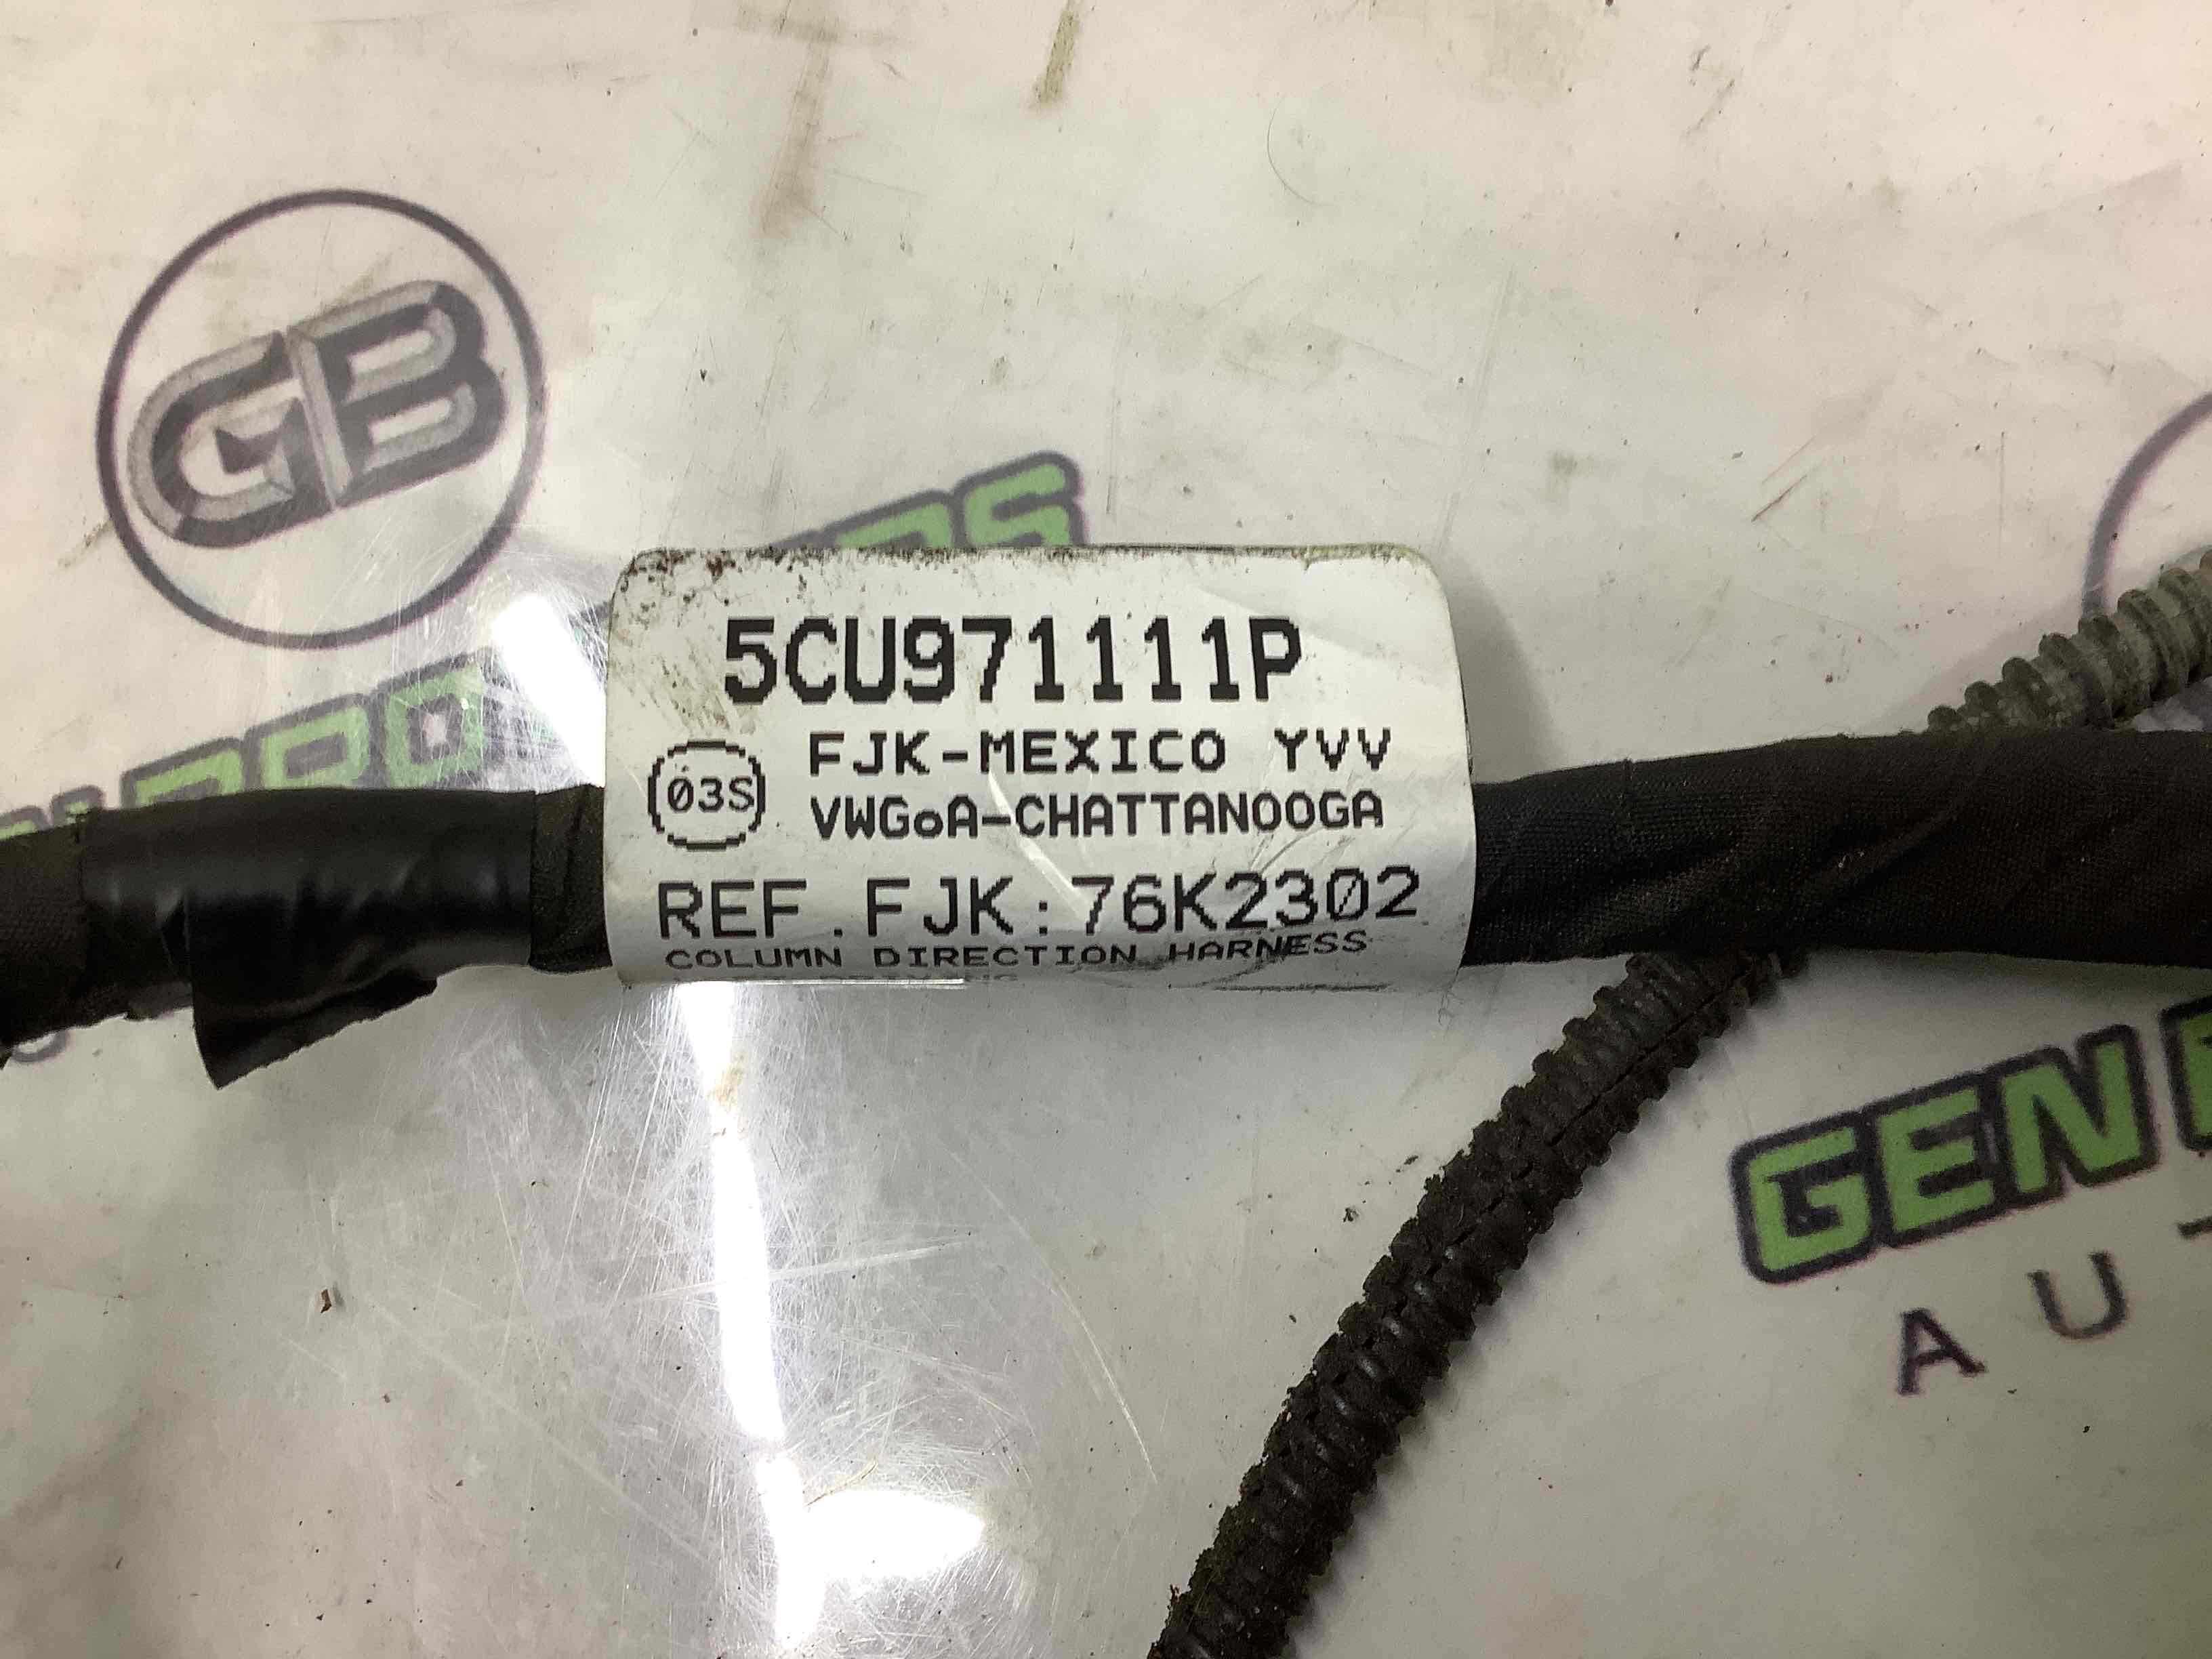 GB
5CU971111P
FJK-MEXICO YVV
03S
VWGoA-CHATTANOOGA
REF.FJK:76K2302
COLUMN DIRECTION HARNESS
GEN
AU